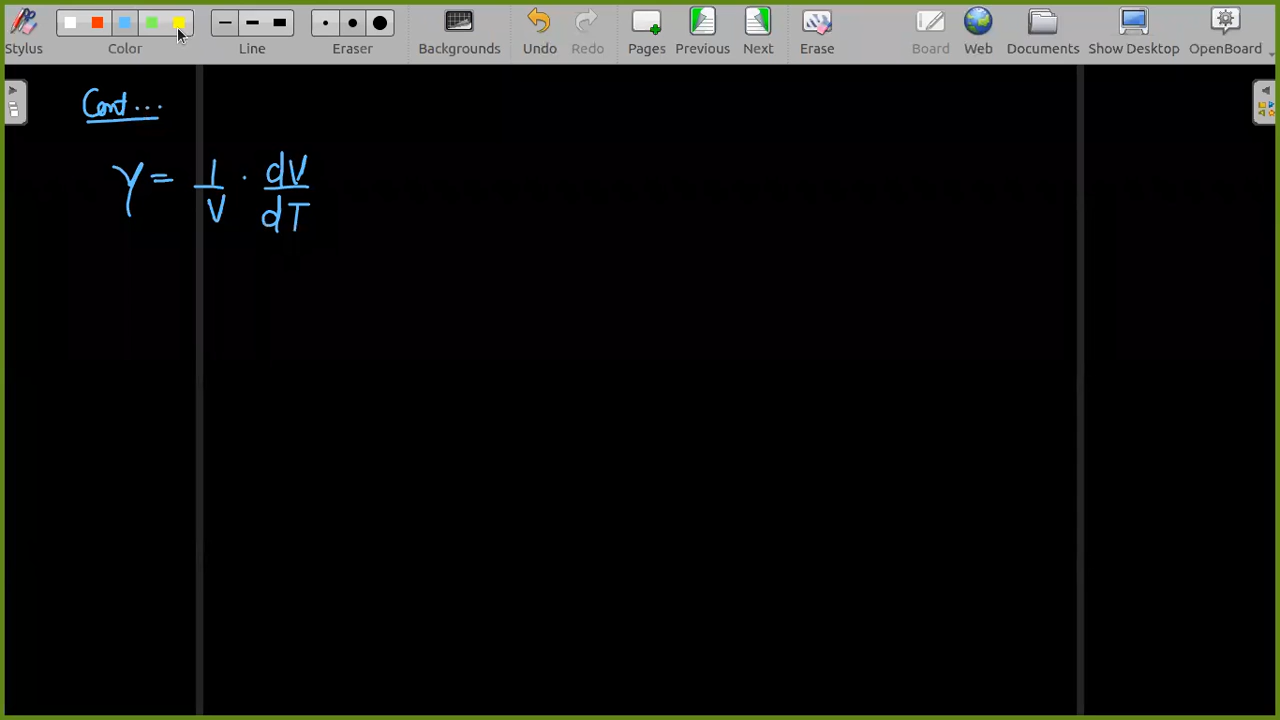 Stylus Color Line Eraser Backgrounds Undo Redo Pages Previous Next Erase Board Web Documents Show Desktop OpenBoard
Cont...
γ = 1/V · dV/dT